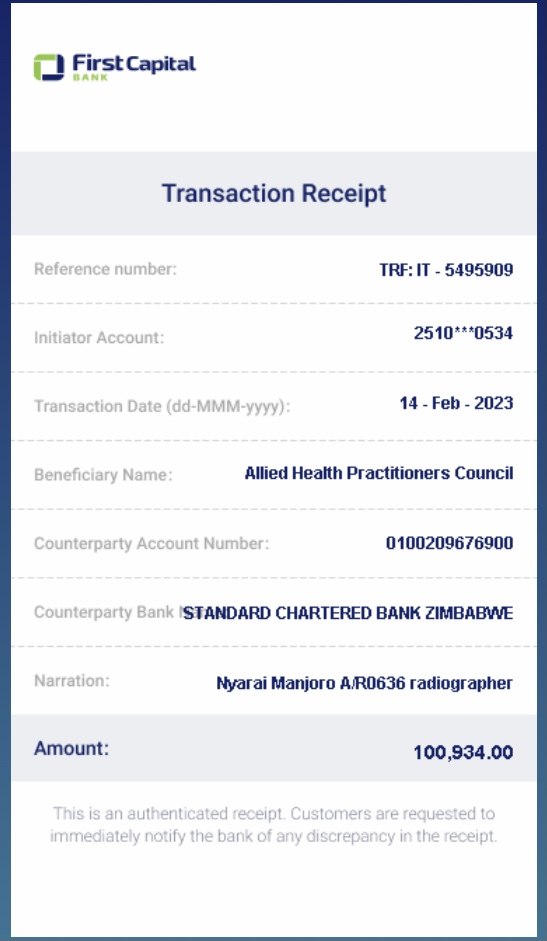 First Capital
BANK
Transaction Receipt
Reference number: TRF: IT - 5495909
Initiator Account: 2510***0534
Transaction Date (dd-MMM-yyyy): 14 - Feb - 2023
Beneficiary Name: Allied Health Practitioners Council
Counterparty Account Number: 0100209676900
Counterparty Bank STANDARD CHARTERED BANK ZIMBABWE
Narration: Nyarai Manjoro A/R0636 radiographer
Amount: 100,934.00
This is an authenticated receipt. Customers are requested to
immediately notify the bank of any discrepancy in the receipt.